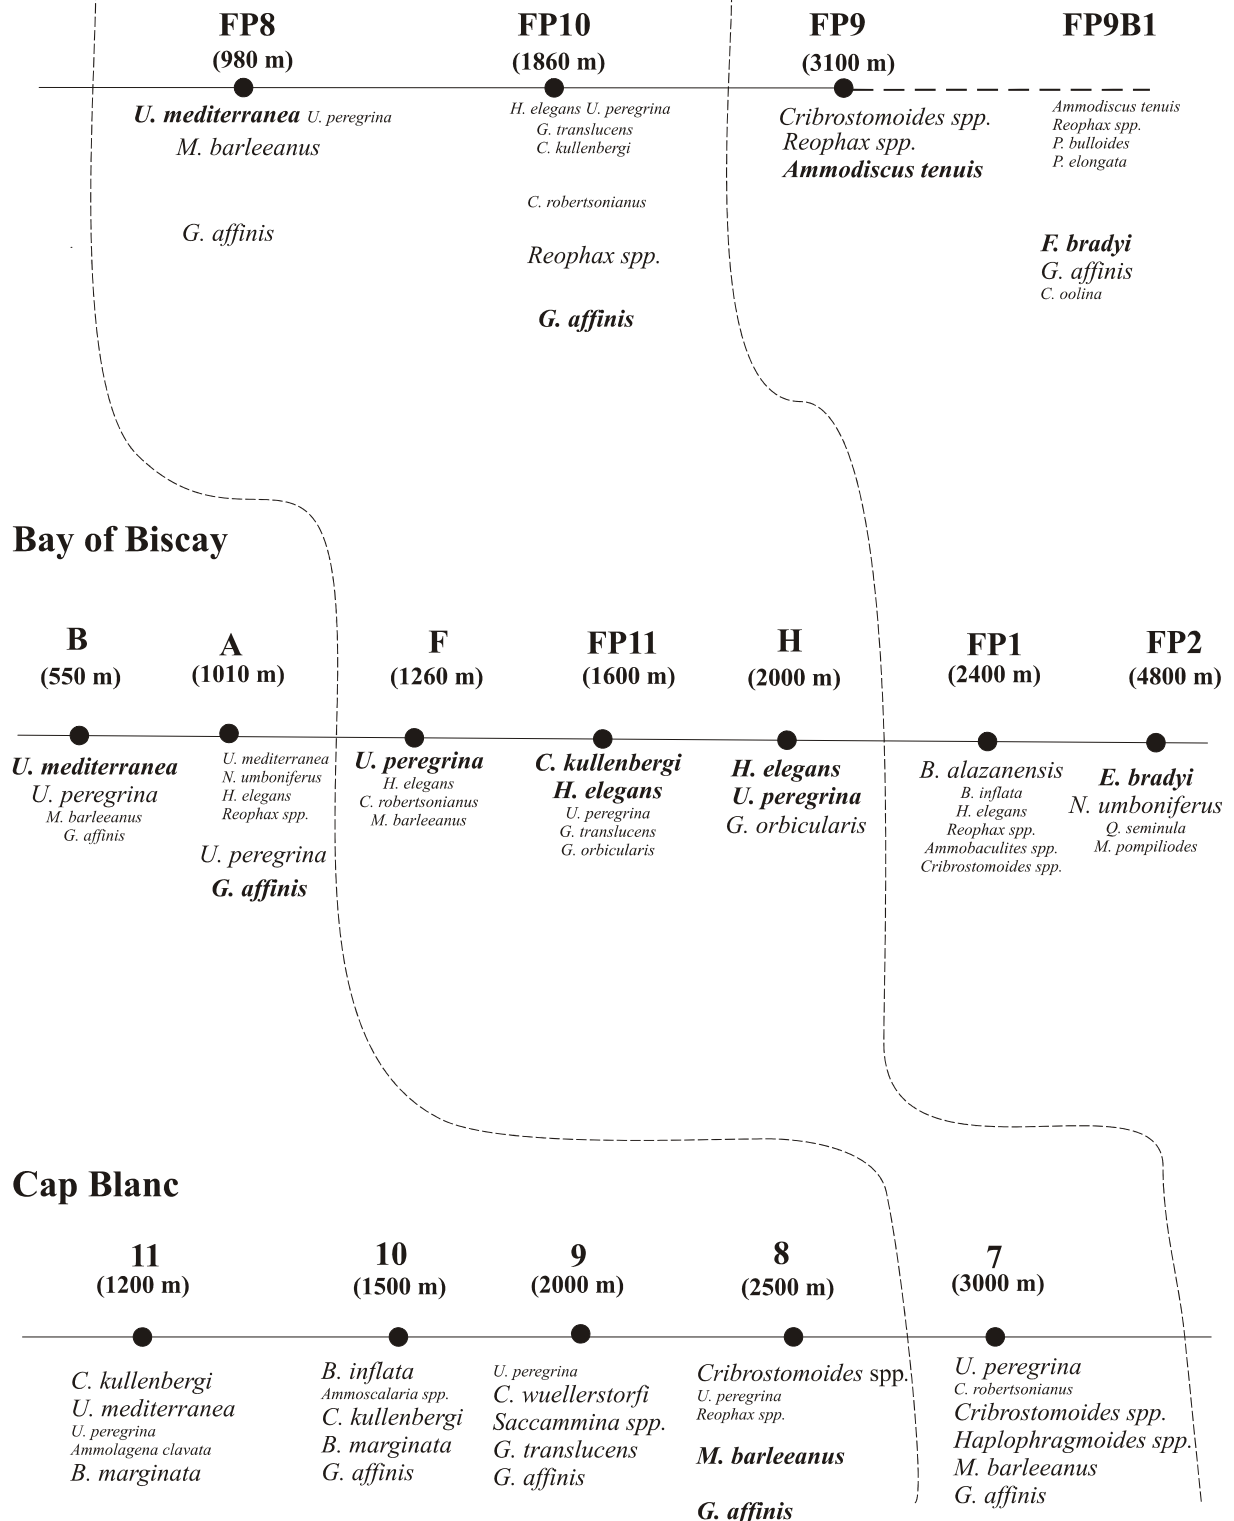 FP8
(980 m)
U. mediterranea U. peregrina
M. barleeanus
G. affinis
FP10
(1860 m)
H. elegans U. peregrina
G. translucens
C. kullenbergi
C. robertsonianus
Reophax spp.
G. affinis
FP9
(3100 m)
Cribrostomoides spp.
Reophax spp.
Ammodiscus tenuis
FP9B1
Ammodiscus tenuis
Reophax spp.
P. bulloides
P. elongata
F. bradyi
G. affinis
C. oolina
Bay of Biscay
B
(550 m)
U. mediterranea
U. peregrina
M. barleeanus
G. affinis
A
(1010 m)
U. mediterranea
N. umboniferus
H. elegans
Reophax spp.
U. peregrina
G. affinis
F
(1260 m)
U. peregrina
H. elegans
C. robertsonianus
M. barleeanus
FP11
(1600 m)
C. kullenbergi
H. elegans
U. peregrina
G. translucens
G. orbicularis
H
(2000 m)
H. elegans
U. peregrina
G. orbicularis
FP1
(2400 m)
B. alazanensis
B. inflata
H. elegans
Reophax spp.
Ammobaculites spp.
Cribrostomoides spp.
FP2
(4800 m)
E. bradyi
N. umboniferus
Q. seminula
M. pompiliodes
Cap Blanc
11
(1200 m)
C. kullenbergi
U. mediterranea
U. peregrina
Ammolagena clavata
B. marginata
10
(1500 m)
B. inflata
Ammoscalaria spp.
C. kullenbergi
B. marginata
G. affinis
9
(2000 m)
U. peregrina
C. wuellerstorfi
Saccammina spp.
G. translucens
G. affinis
8
(2500 m)
Cribrostomoides spp.
U. peregrina
Reophax spp.
M. barleeanus
G. affinis
7
(3000 m)
U. peregrina
C. robertsonianus
Cribrostomoides spp.
Haplophragmoides spp.
M. barleeanus
G. affinis